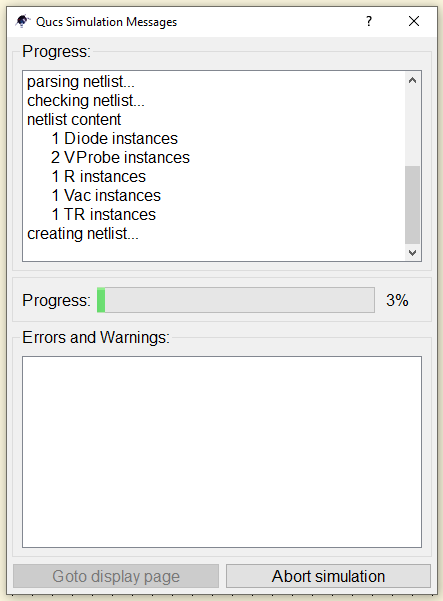 Qucs Simulation Messages
?
Progress:
parsing netlist...
checking netlist...
netlist content
1 Diode instances
2 VProbe instances
1 R instances
1 Vac instances
1 TR instances
creating netlist...
Progress: 3%
Errors and Warnings:
Goto display page Abort simulation